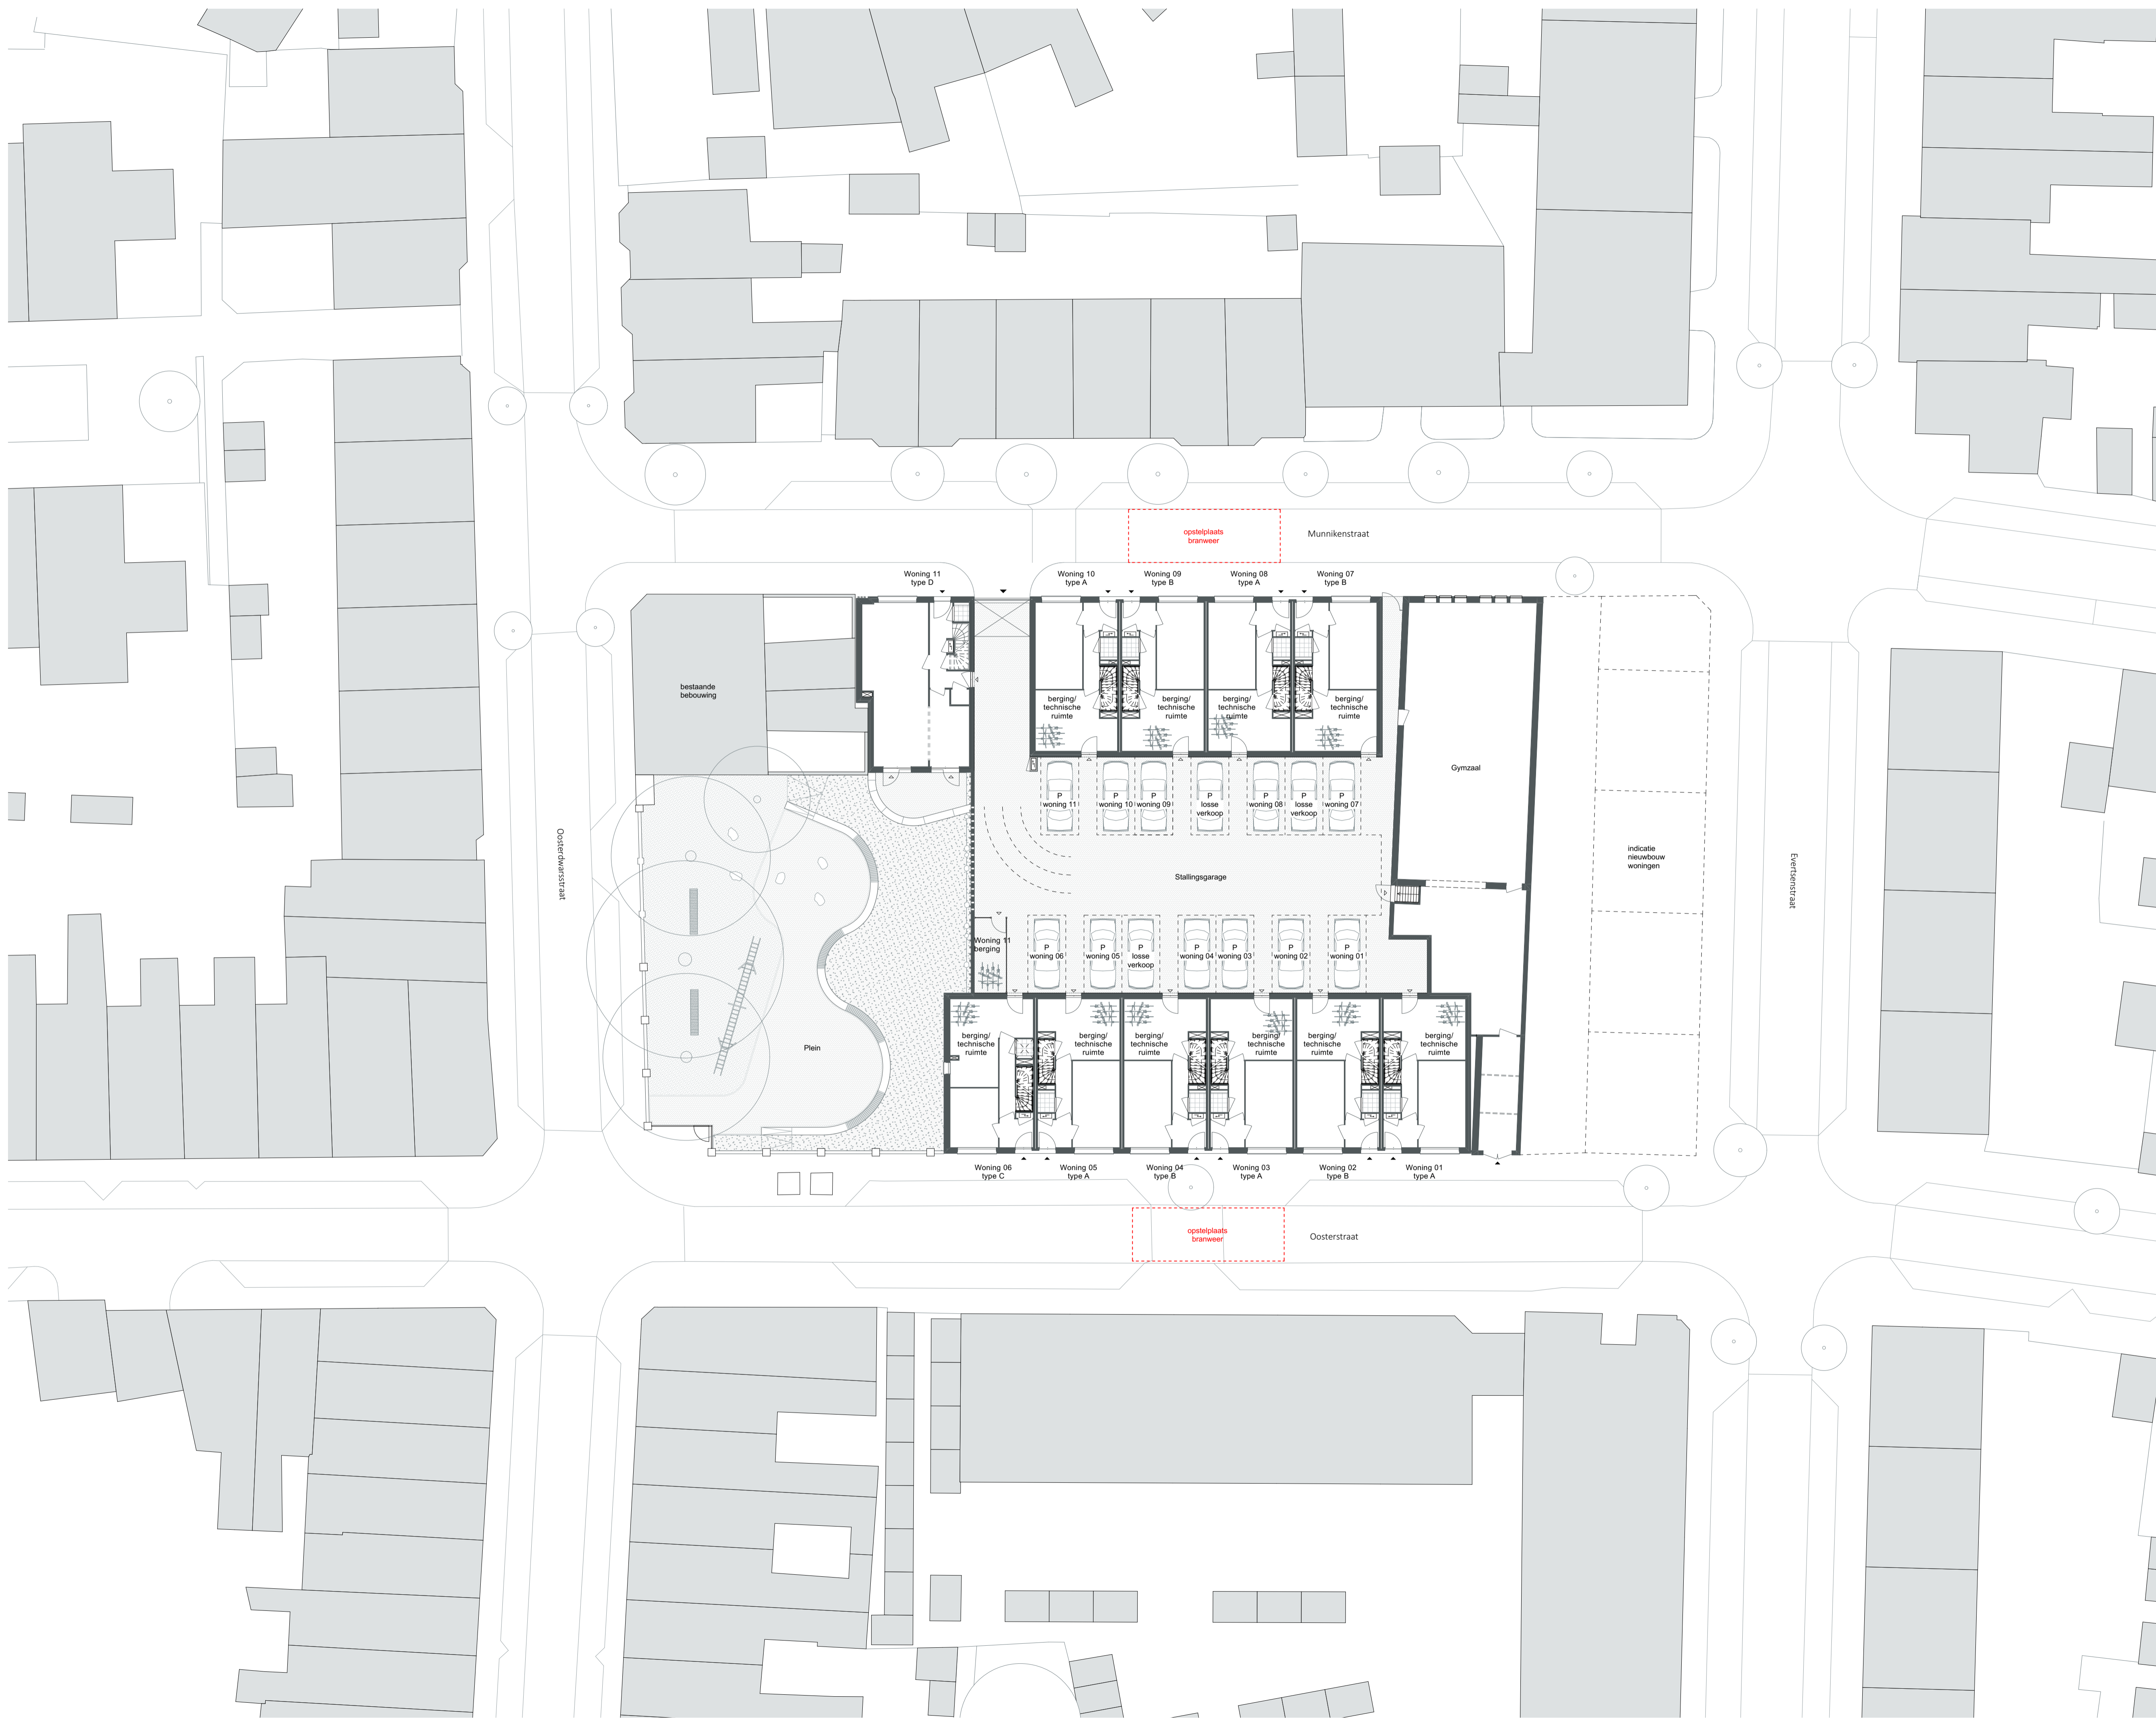 opstelplaats
branweer
Munnikenstraat
Woning 11
type D
Woning 10
type A
Woning 09
type B
Woning 08
type A
Woning 07
type B
bestaande
bebouwing
berging/
technische
ruimte
berging/
technische
ruimte
berging/
technische
ruimte
berging/
technische
ruimte
Gymzaal
P
woning 11
P
woning 10
P
woning 09
P
losse
verkoop
P
woning 08
P
losse
verkoop
P
woning 07
Oosterdwarsstraat
Stallingsgarage
indicatie
nieuwbouw
woningen
Evertsenstraat
Woning 11
berging
P
woning 06
P
woning 05
P
losse
verkoop
P
woning 04
P
woning 03
P
woning 02
P
woning 01
Plein
berging/
technische
ruimte
berging/
technische
ruimte
berging/
technische
ruimte
berging/
technische
ruimte
berging/
technische
ruimte
berging/
technische
ruimte
Woning 06
type C
Woning 05
type A
Woning 04
type B
Woning 03
type A
Woning 02
type B
Woning 01
type A
opstelplaats
branweer
Oosterstraat